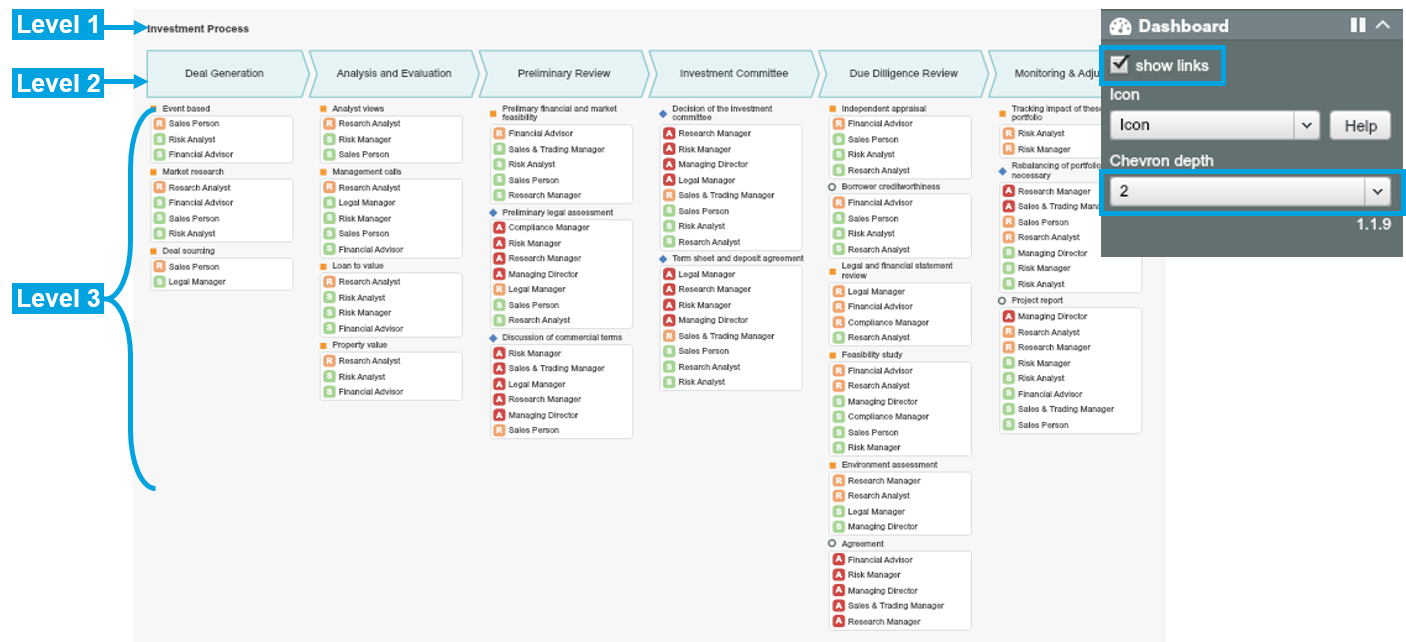 Level 1
Investment Process
Level 2
Deal Generation
Analysis and Evaluation
Preliminary Review
Investment Committee
Due Dilligence Review
Monitoring & Adju
Level 3
Event based
R Sales Person
S Risk Analyst
S Financial Advisor
Market research
R Resarch Analyst
S Financial Advisor
S Sales Person
S Risk Analyst
Deal sourcing
R Sales Person
S Legal Manager
Analyst views
R Resarch Analyst
S Risk Manager
S Sales Person
Management calls
R Resarch Analyst
S Legal Manager
S Risk Manager
S Sales Person
S Financial Advisor
Loan to value
R Resarch Analyst
S Risk Analyst
S Risk Manager
S Financial Advisor
Property value
R Resarch Analyst
S Risk Analyst
S Financial Advisor
Prelimary financial and market
feasibility
R Financial Advisor
S Sales & Trading Manager
S Risk Analyst
S Sales Person
S Research Manager
Preliminary legal assessment
A Compliance Manager
A Risk Manager
A Research Manager
A Managing Director
R Legal Manager
S Sales Person
S Resarch Analyst
Discussion of commercial terms
A Risk Manager
A Sales & Trading Manager
A Legal Manager
A Research Manager
A Managing Director
R Sales Person
Decision of the investment
committee
A Research Manager
A Risk Manager
A Managing Director
A Legal Manager
R Sales & Trading Manager
S Sales Person
S Risk Analyst
S Resarch Analyst
Term sheet and deposit agreement
A Legal Manager
A Research Manager
A Risk Manager
A Managing Director
R Sales & Trading Manager
S Sales Person
S Resarch Analyst
S Risk Analyst
Independent appraisal
R Financial Advisor
S Sales Person
S Risk Analyst
S Resarch Analyst
Borrower creditworthiness
R Financial Advisor
S Sales Person
S Risk Analyst
S Resarch Analyst
Legal and financial statement
review
R Legal Manager
R Financial Advisor
R Compliance Manager
S Resarch Analyst
Feasibility study
R Financial Advisor
R Resarch Analyst
S Managing Director
S Compliance Manager
S Sales Person
S Risk Manager
Environment assessment
R Research Manager
R Resarch Analyst
S Legal Manager
S Managing Director
Agreement
A Financial Advisor
A Risk Manager
A Managing Director
A Sales & Trading Manager
A Research Manager
Tracking impact of these
portfolio
R Risk Analyst
R Risk Manager
Rebalancing of portfolio
necessary
A Research Manager
A Sales & Trading Mana
R Sales Person
R Resarch Analyst
S Managing Director
S Risk Manager
S Risk Analyst
Project report
A Managing Director
R Resarch Analyst
R Research Manager
S Risk Manager
S Risk Analyst
S Financial Advisor
S Sales & Trading Manager
S Sales Person
Dashboard
show links
Icon
Icon
Help
Chevron depth
2
1.1.9